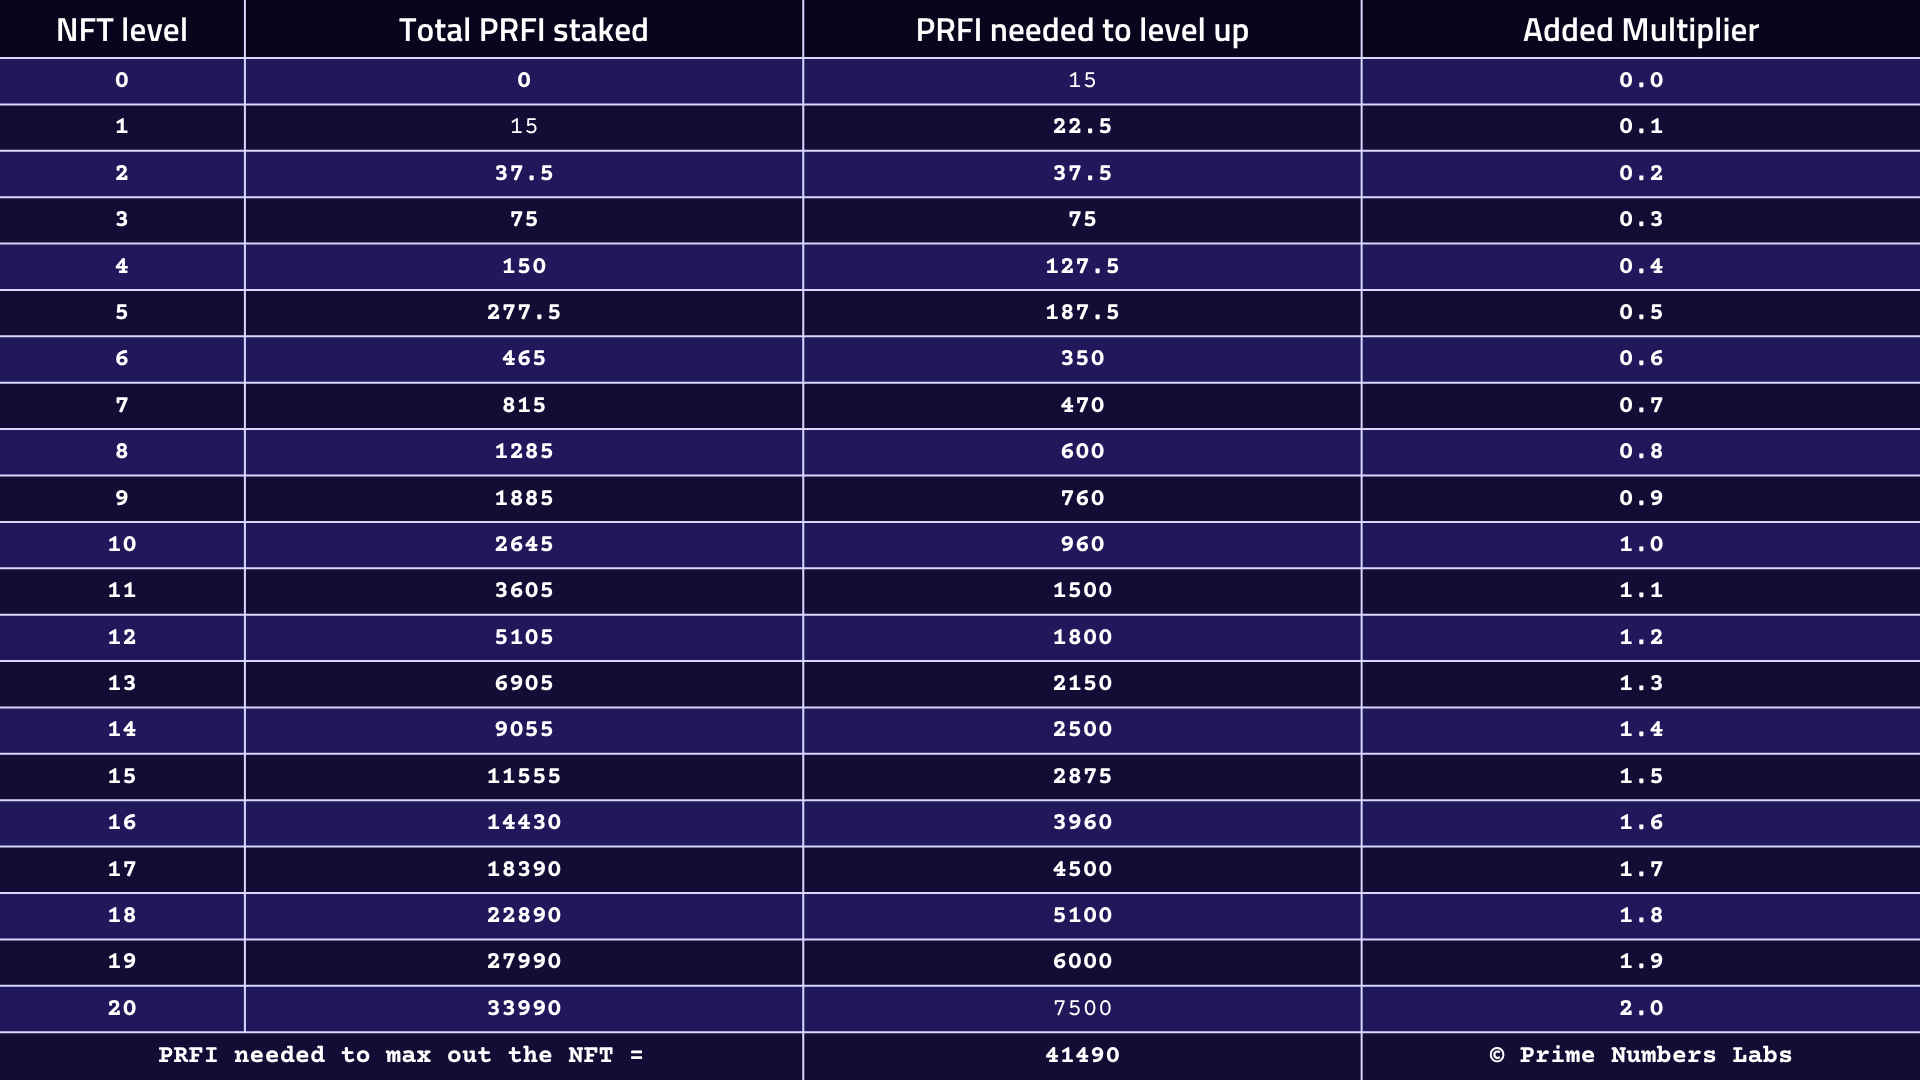 NFT level Total PRFI staked PRFI needed to level up Added Multiplier
0 0 15 0.0
1 15 22.5 0.1
2 37.5 37.5 0.2
3 75 75 0.3
4 150 127.5 0.4
5 277.5 187.5 0.5
6 465 350 0.6
7 815 470 0.7
8 1285 600 0.8
9 1885 760 0.9
10 2645 960 1.0
11 3605 1500 1.1
12 5105 1800 1.2
13 6905 2150 1.3
14 9055 2500 1.4
15 11555 2875 1.5
16 14430 3960 1.6
17 18390 4500 1.7
18 22890 5100 1.8
19 27990 6000 1.9
20 33990 7500 2.0
PRFI needed to max out the NFT = 41490 © Prime Numbers Labs